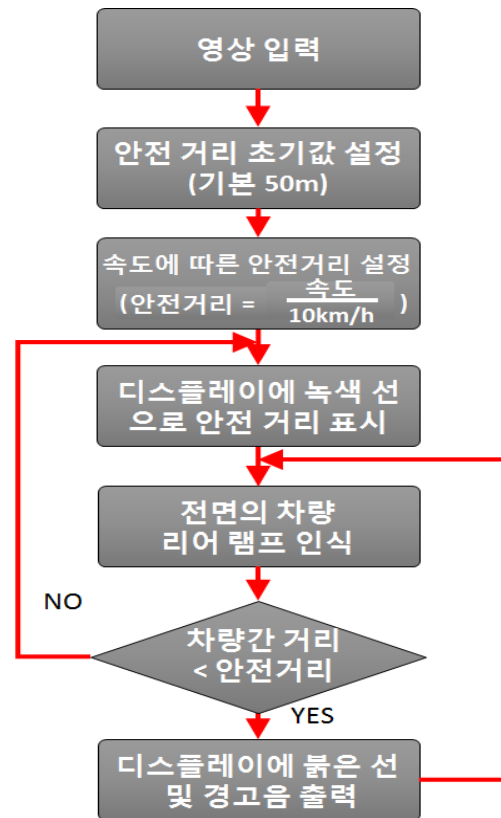 영상 입력
안전 거리 초기값 설정
(기본 50m)
속도에 따른 안전거리 설정
(안전거리 = 속도 / 10km/h )
디스플레이에 녹색 선
으로 안전 거리 표시
전면의 차량
리어 램프 인식
NO
차량간 거리
< 안전거리
YES
디스플레이에 붉은 선
및 경고음 출력